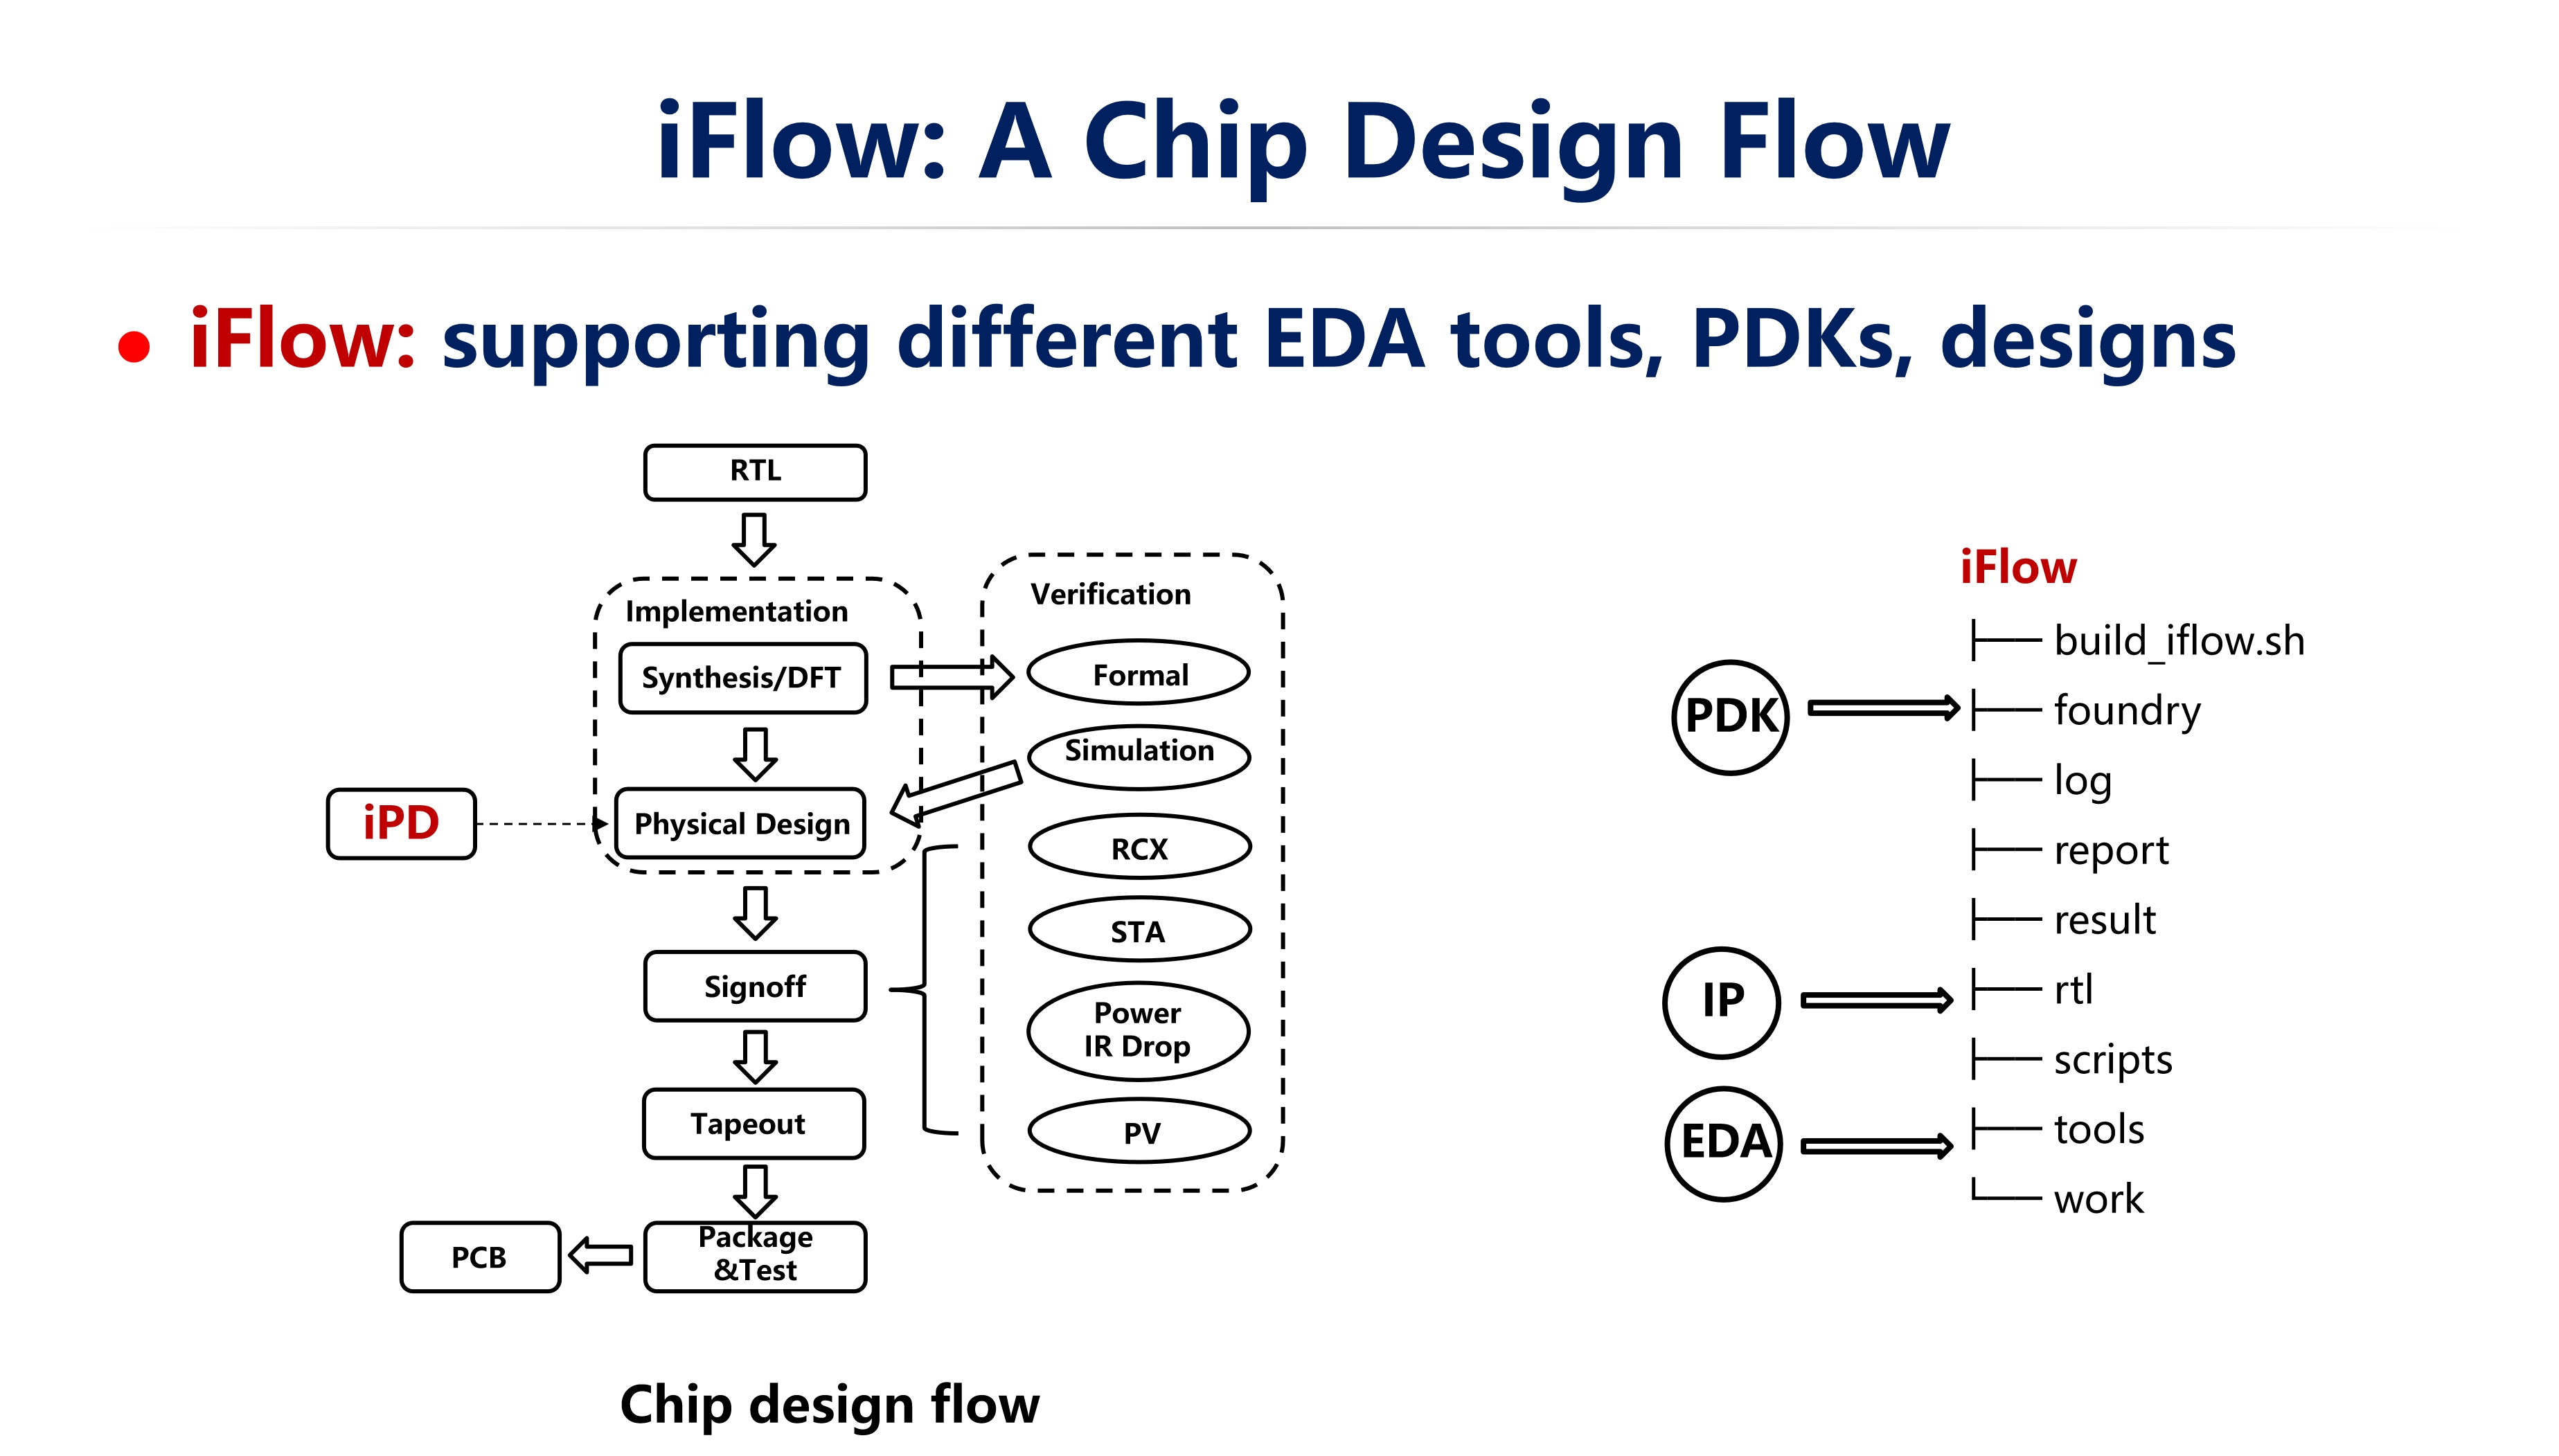 iFlow: A Chip Design Flow
● iFlow: supporting different EDA tools, PDKs, designs
RTL
Implementation
Synthesis/DFT
Physical Design
iPD
Signoff
Tapeout
Package
&Test
PCB
Verification
Formal
Simulation
RCX
STA
Power
IR Drop
PV
Chip design flow
PDK
IP
EDA
iFlow
build_iflow.sh
foundry
log
report
result
rtl
scripts
tools
work